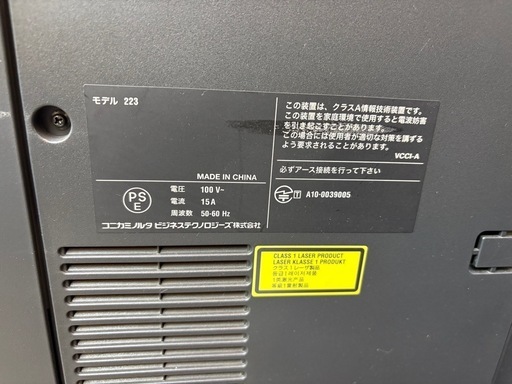 モデル 223
MADE IN CHINA
PS
E
電圧 100 V~
電流 15 A
周波数 50-60 Hz
コニカミノルタ ビジネステクノロジーズ株式会社
この装置は、クラスA情報技術装置です。
この装置を家庭環境で使用すると電波妨害
を引き起こすことがあります。
この場合には使用者が適切な対策を講ずる
よう要求されることがあります。
VCCI-A
必ずアース接続を行って下さい
A10-0039005
CLASS 1 LASER PRODUCT
LASER KLASSE 1 PRODUKT
クラス1レーザ製品